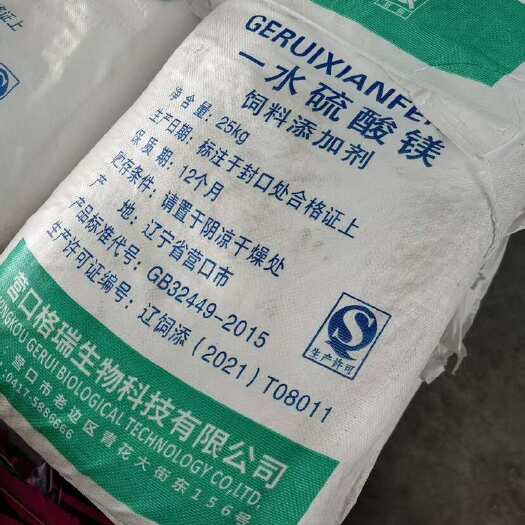 GERUIXIANFE
一水硫酸镁
饲料添加剂
净含量：25kg
生产日期：标注于封口处合格证上
保质期：12个月
贮存条件：请置于阴凉干燥处
产地：辽宁省营口市
产品标准代号：GB32449-2015
生产许可证编号：辽饲添（2021）T08011
生产许可
营口格瑞生物科技有限公司
GKOU GERUI BIOLOGICAL TECHNOLOGY CO.,LTD.
营口市老边区青花大街东156号